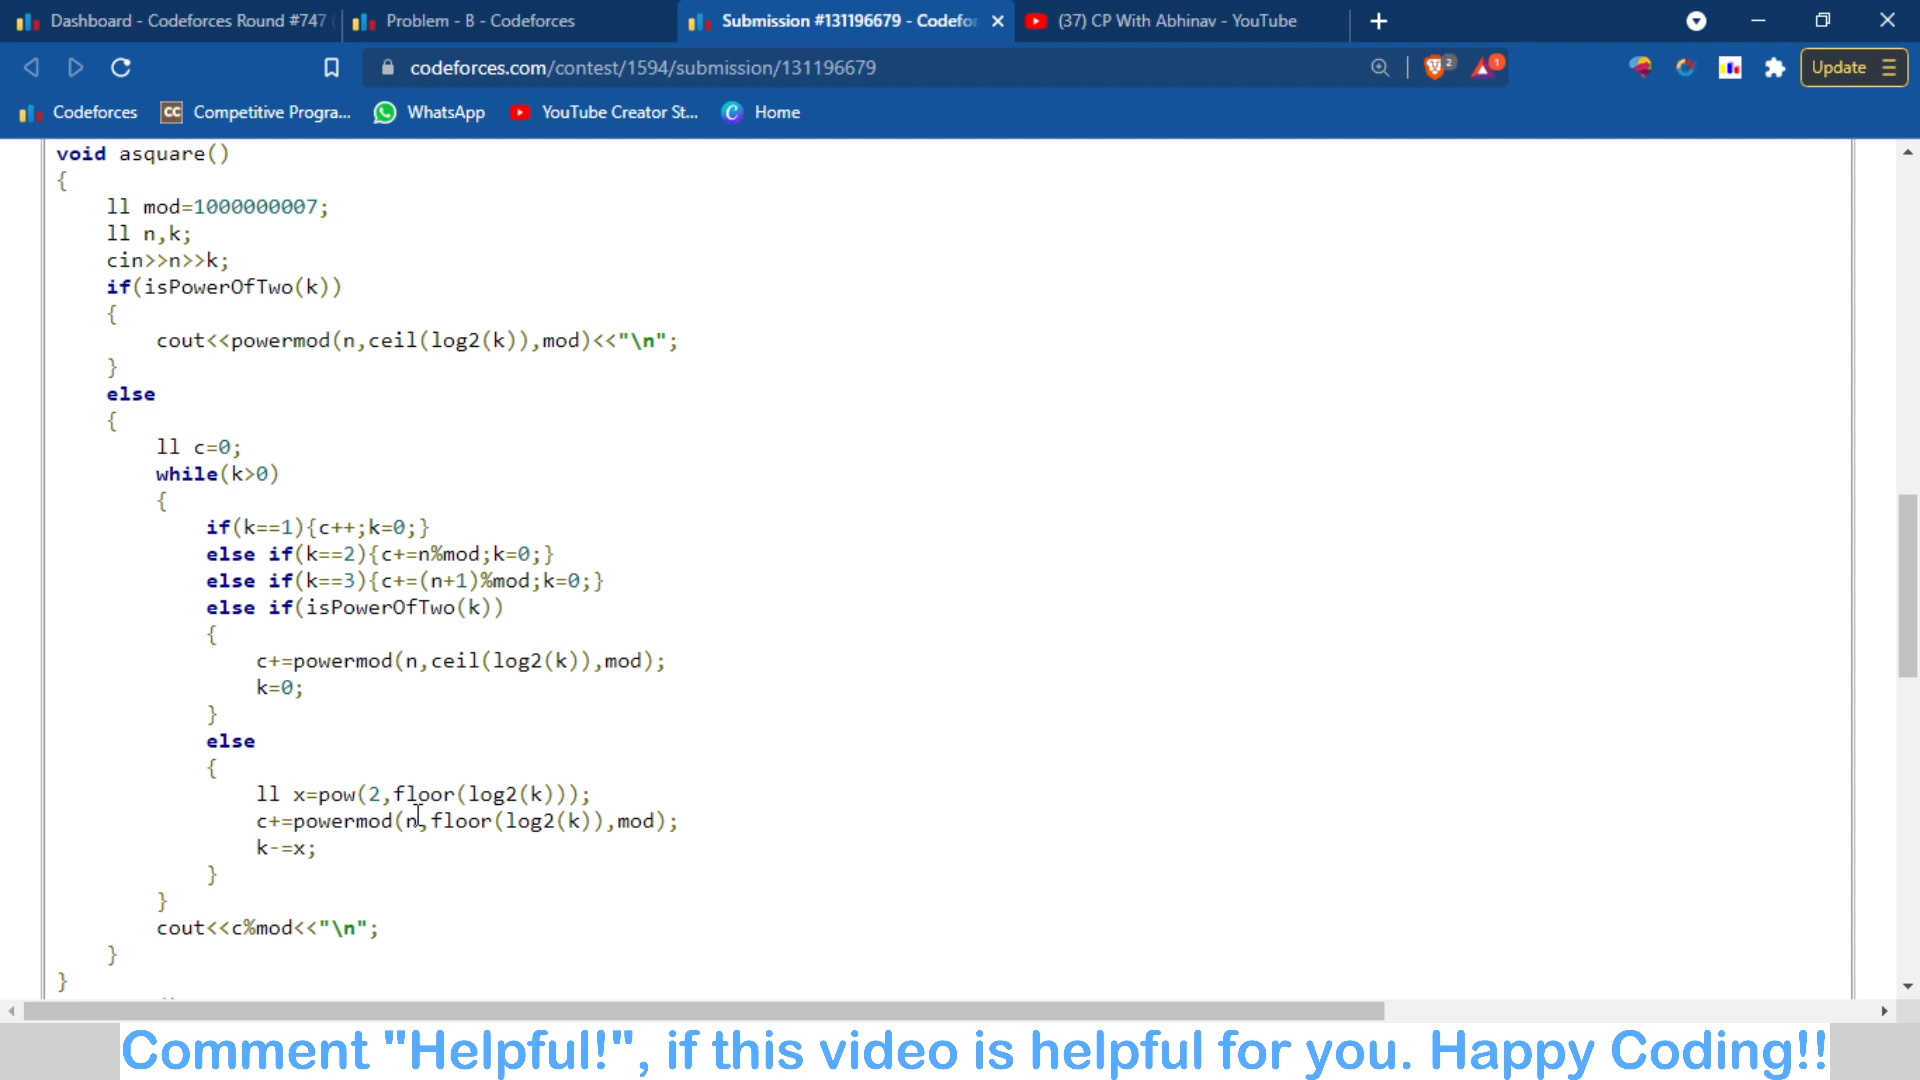 Dashboard - Codeforces Round #747
Problem - B - Codeforces
Submission #131196679 - Codefor
(37) CP With Abhinav - YouTube
codeforces.com/contest/1594/submission/131196679
2
1
Update
Codeforces
CC
Competitive Progra...
WhatsApp
YouTube Creator St...
C
Home
void asquare()
{
ll mod=1000000007;
ll n,k;
cin>>n>>k;
if(isPowerOfTwo(k))
{
cout<<powermod(n,ceil(log2(k)),mod)<<"\n";
}
else
{
ll c=0;
while(k>0)
{
if(k==1){c++;k=0;}
else if(k==2){c+=n%mod;k=0;}
else if(k==3){c+=(n+1)%mod;k=0;}
else if(isPowerOfTwo(k))
{
c+=powermod(n,ceil(log2(k)),mod);
k=0;
}
else
{
ll x=pow(2,floor(log2(k)));
c+=powermod(n,floor(log2(k)),mod);
k-=x;
}
}
cout<<c%mod<<"\n";
}
}
Comment "Helpful!", if this video is helpful for you. Happy Coding!!